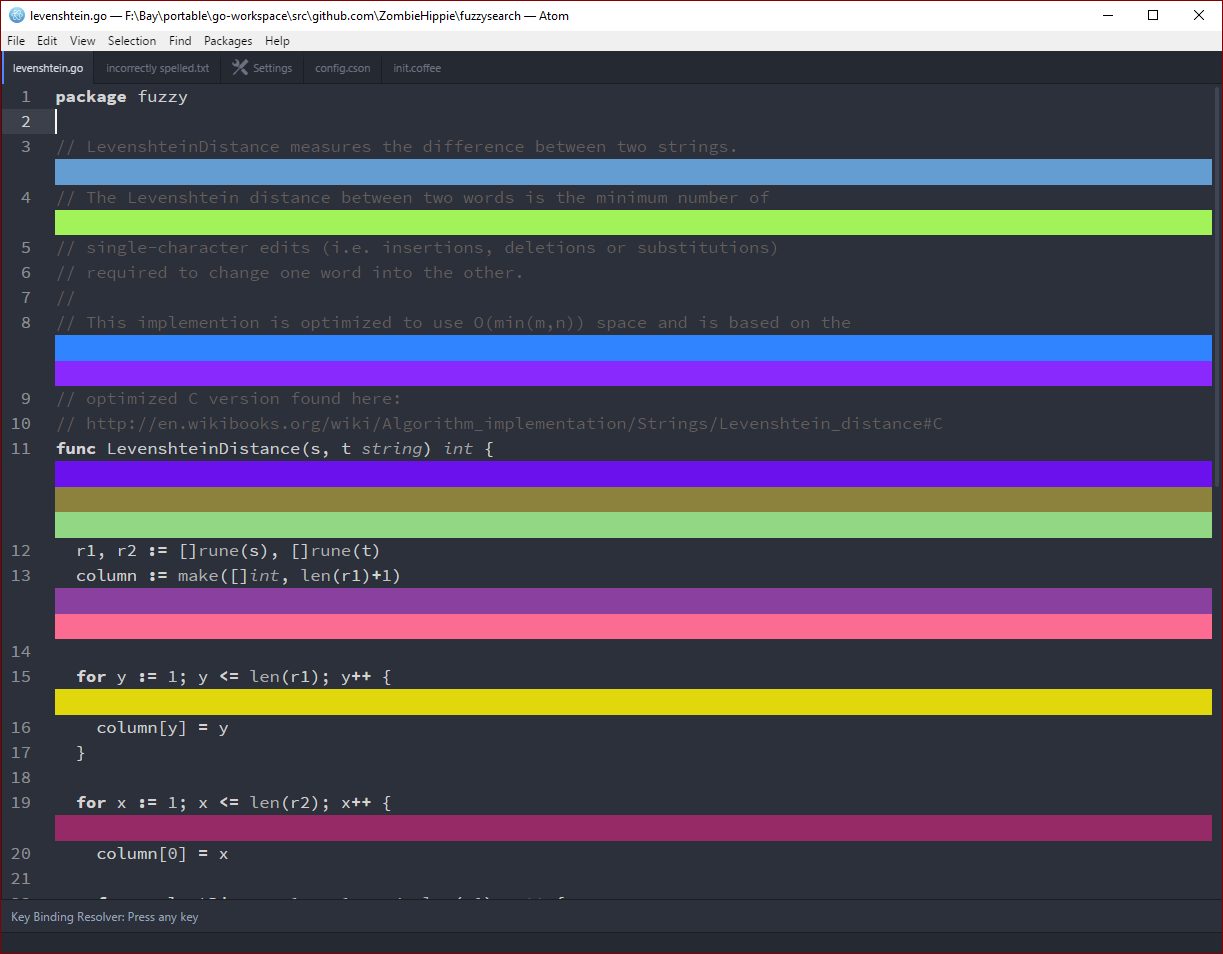 levenshtein.go — F:\Bay\portable\go-workspace\src\github.com\ZombieHippie\fuzzysearch — Atom
File Edit View Selection Find Packages Help
levenshtein.go incorrectly spelled.txt Settings config.cson init.coffee
1 package fuzzy
2
3 // LevenshteinDistance measures the difference between two strings.
4 // The Levenshtein distance between two words is the minimum number of
5 // single-character edits (i.e. insertions, deletions or substitutions)
6 // required to change one word into the other.
7 //
8 // This implemention is optimized to use O(min(m,n)) space and is based on the
9 // optimized C version found here:
10 // http://en.wikibooks.org/wiki/Algorithm_implementation/Strings/Levenshtein_distance#C
11 func LevenshteinDistance(s, t string) int {
12 r1, r2 := []rune(s), []rune(t)
13 column := make([]int, len(r1)+1)
14
15 for y := 1; y <= len(r1); y++ {
16 column[y] = y
17 }
18
19 for x := 1; x <= len(r2); x++ {
20 column[0] = x
21
Key Binding Resolver: Press any key